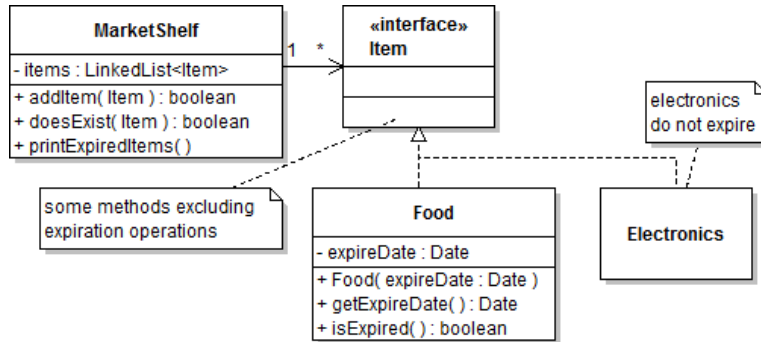 MarketShelf
- items : LinkedList<Item>
+ addItem( Item ) : boolean
+ doesExist( Item ) : boolean
+ printExpiredItems( )
1 *
«interface»
Item
electronics
do not expire
some methods excluding
expiration operations
Food
- expireDate : Date
+ Food( expireDate : Date )
+ getExpireDate( ) : Date
+ isExpired( ) : boolean
Electronics